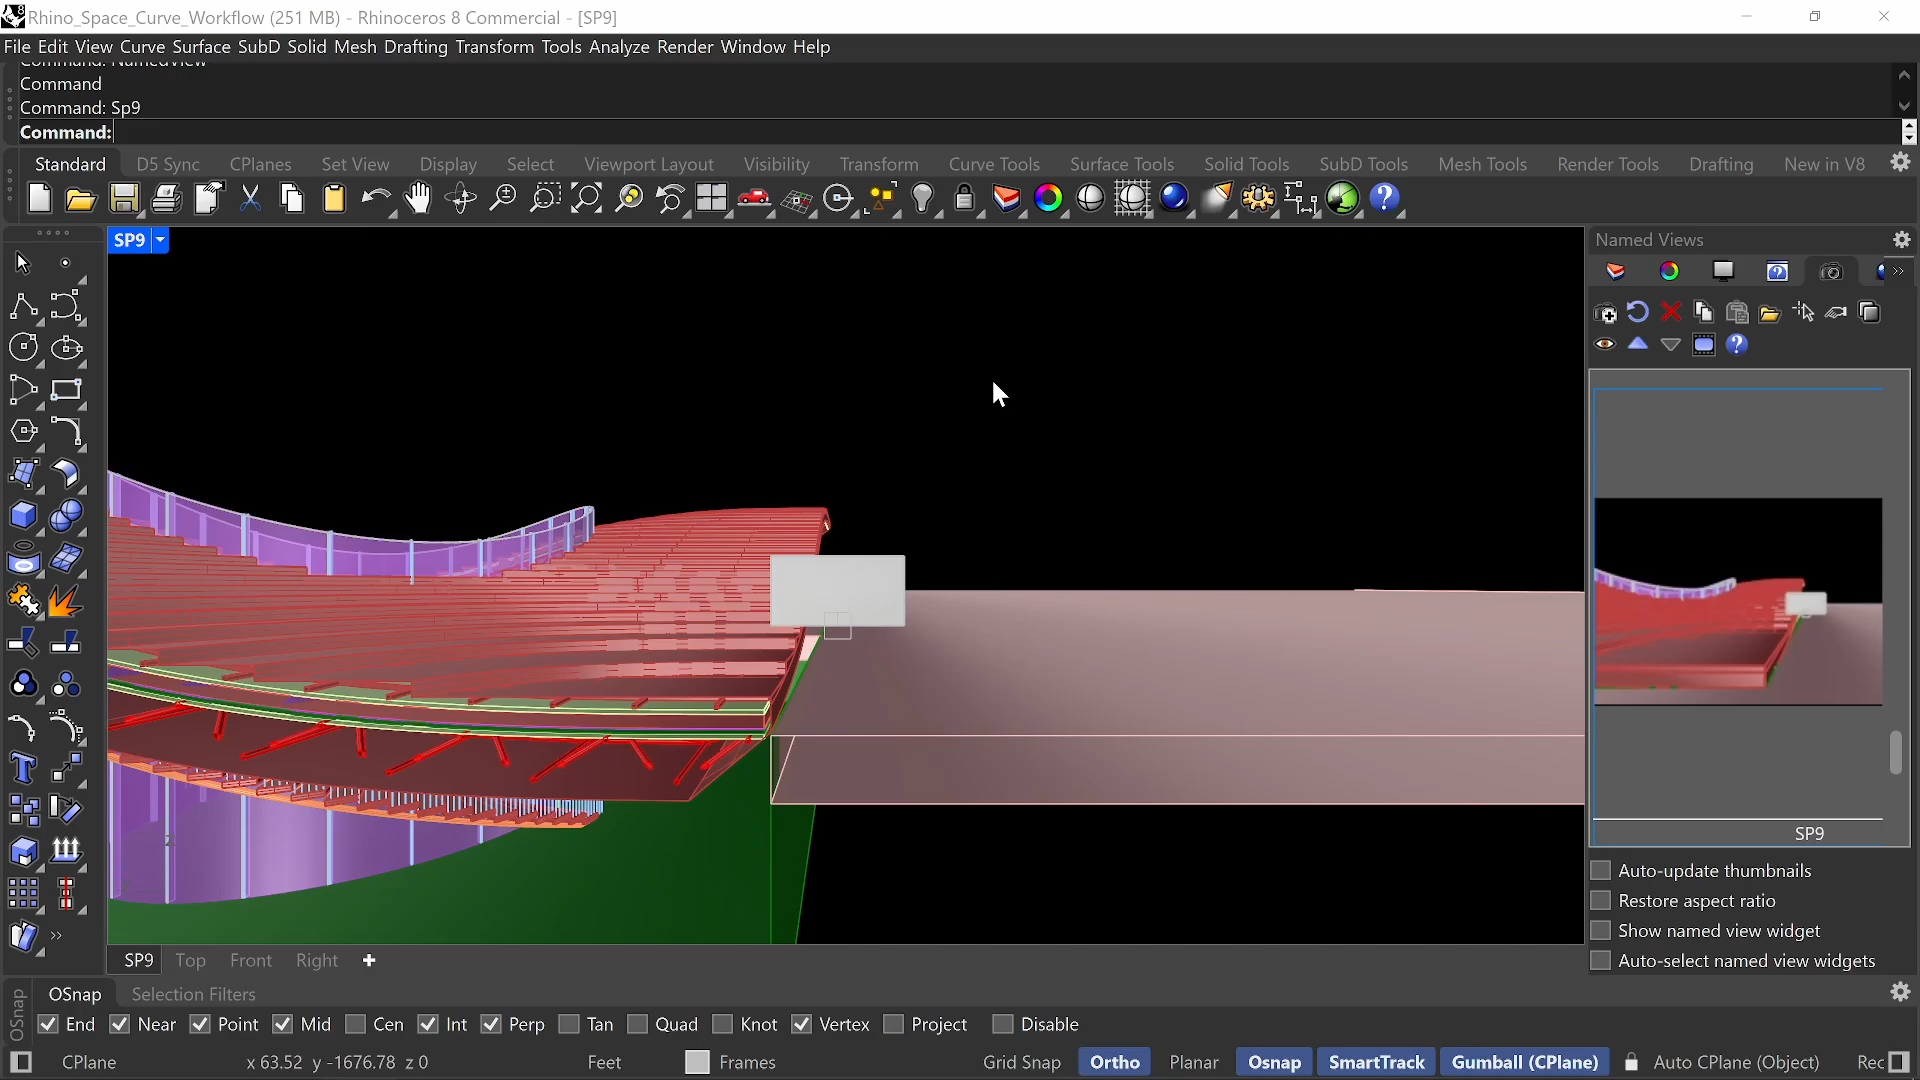 Rhino_Space_Curve_Workflow (251 MB) - Rhinoceros 8 Commercial - [SP9]
File Edit View Curve Surface SubD Solid Mesh Drafting Transform Tools Analyze Render Window Help
Command: NamedView
Command
Command: Sp9
Command:
Standard D5 Sync CPlanes Set View Display Select Viewport Layout Visibility Transform Curve Tools Surface Tools Solid Tools SubD Tools Mesh Tools Render Tools Drafting New in V8
SP9
Named Views
SP9
Auto-update thumbnails
Restore aspect ratio
Show named view widget
Auto-select named view widgets
SP9 Top Front Right
OSnap
OSnap Selection Filters
End Near Point Mid Cen Int Perp Tan Quad Knot Vertex Project Disable
CPlane x 63.52 y -1676.78 z 0 Feet Frames Grid Snap Ortho Planar Osnap SmartTrack Gumball (CPlane) Auto CPlane (Object) Rec